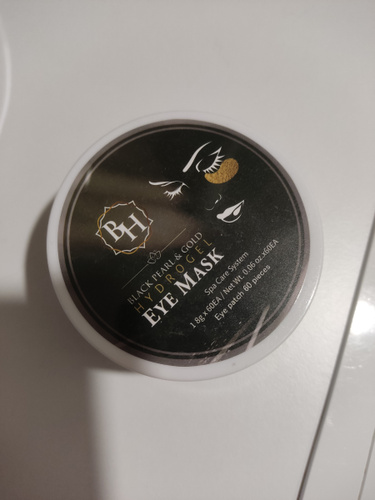 BH
BLACK PEARL & GOLD
HYDROGEL
EYE MASK
Spa Care System
1.8g x 60EA / Net Wt. 0.06 oz.x60EA
Eye patch 60 pieces